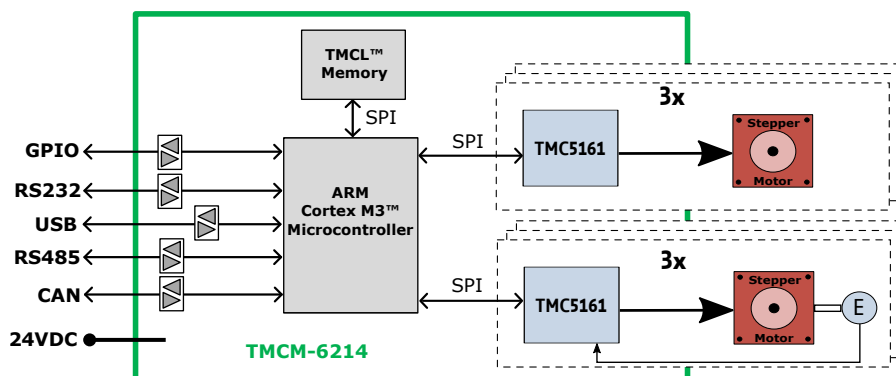 TMCL™
Memory
SPI
GPIO
RS232
USB
RS485
CAN
24VDC
ARM
Cortex M3™
Microcontroller
TMCM-6214
SPI
3x
TMC5161
Stepper
Motor
SPI
3x
TMC5161
Stepper
Motor
E